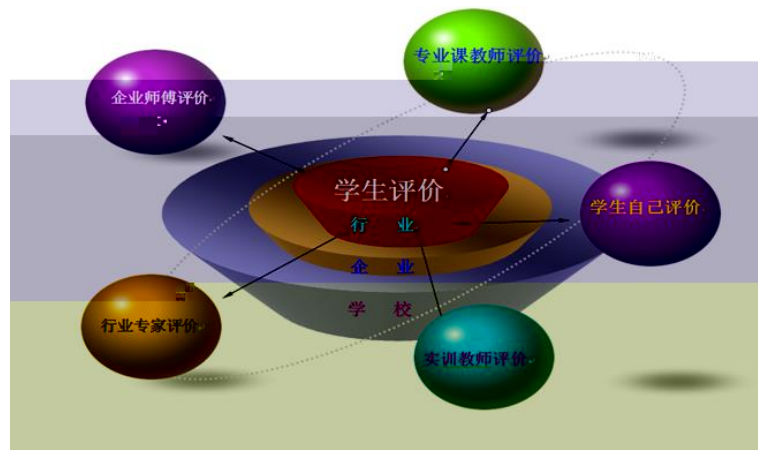 专业课教师评价
企业师傅评价
学生评价
学生自己评价
行 业
企 业
学 校
行业专家评价
实训教师评价